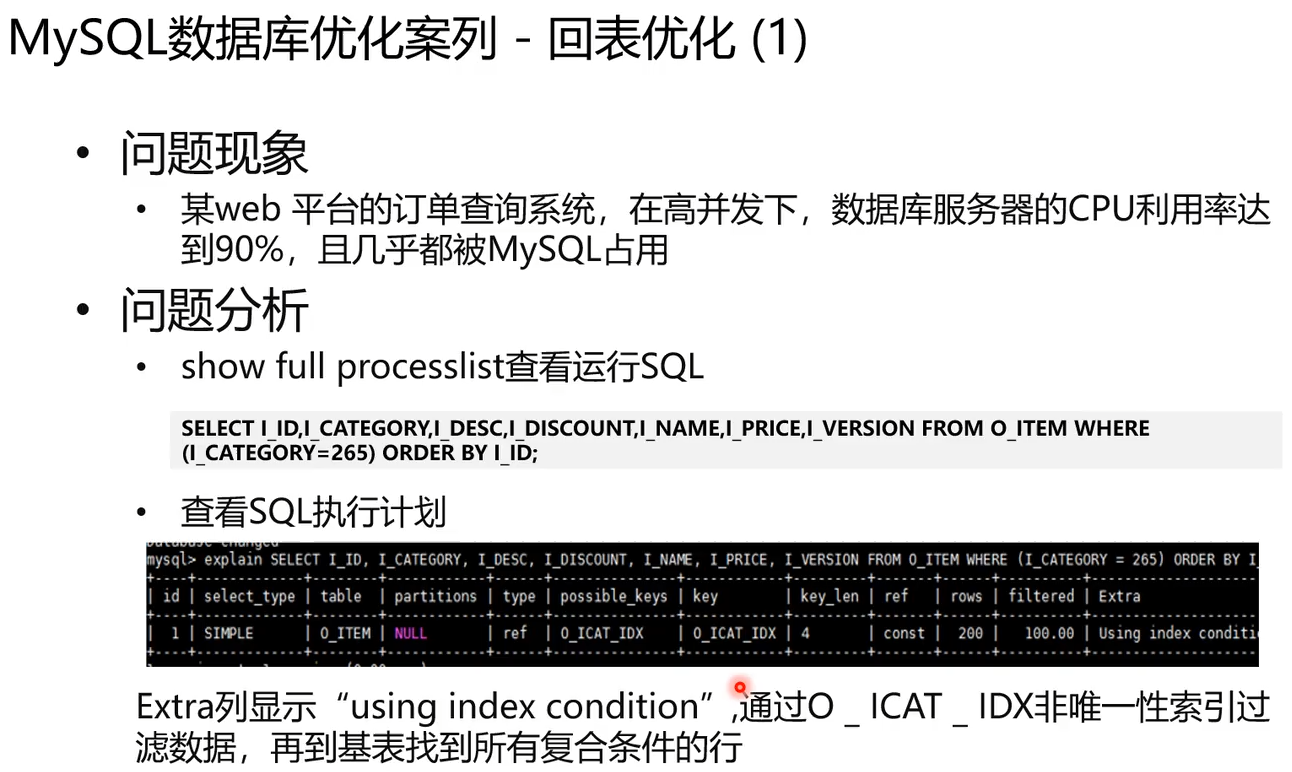 MySQL数据库优化案列 - 回表优化 (1)
• 问题现象
• 某web 平台的订单查询系统，在高并发下，数据库服务器的CPU利用率达
到90%，且几乎都被MySQL占用
• 问题分析
• show full processlist查看运行SQL
SELECT I_ID,I_CATEGORY,I_DESC,I_DISCOUNT,I_NAME,I_PRICE,I_VERSION FROM O_ITEM WHERE
(I_CATEGORY=265) ORDER BY I_ID;
• 查看SQL执行计划
Database changed
mysql> explain SELECT I_ID, I_CATEGORY, I_DESC, I_DISCOUNT, I_NAME, I_PRICE, I_VERSION FROM O_ITEM WHERE (I_CATEGORY = 265) ORDER BY I_
| id | select_type | table | partitions | type | possible_keys | key | key_len | ref | rows | filtered | Extra
| 1 | SIMPLE | O_ITEM | NULL | ref | O_ICAT_IDX | O_ICAT_IDX | 4 | const | 200 | 100.00 | Using index conditi
Extra列显示“using index condition”,通过O _ ICAT _ IDX非唯一性索引过
滤数据，再到基表找到所有复合条件的行